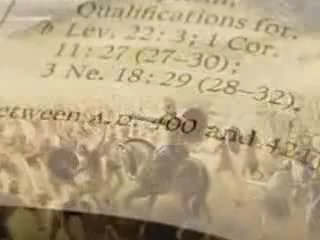 Qualifications for.
b Lev. 22: 3; 1 Cor.
11: 27 (27–30);
3 Ne. 18: 29 (28–32).
etween A.D. 400 and 421